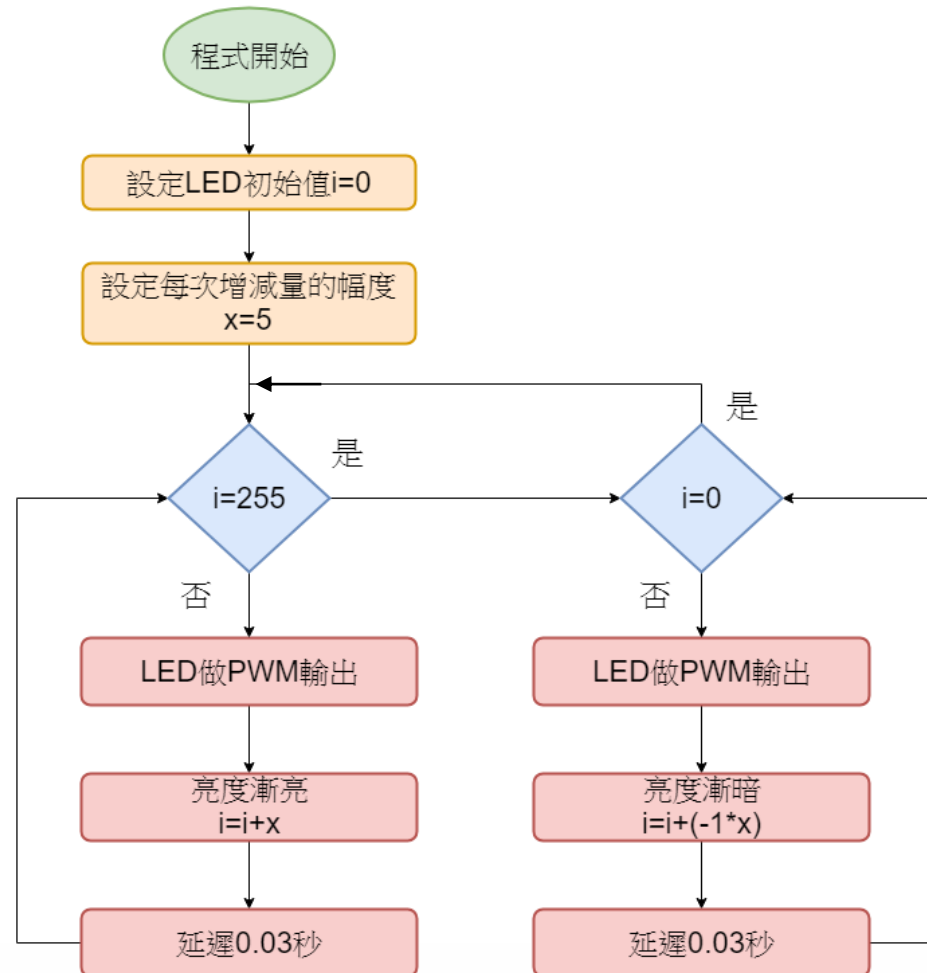 程式開始
設定LED初始值i=0
設定每次增減量的幅度
x=5
是
是
i=255
i=0
否
否
LED做PWM輸出
LED做PWM輸出
亮度漸亮
i=i+x
亮度漸暗
i=i+(-1*x)
延遲0.03秒
延遲0.03秒